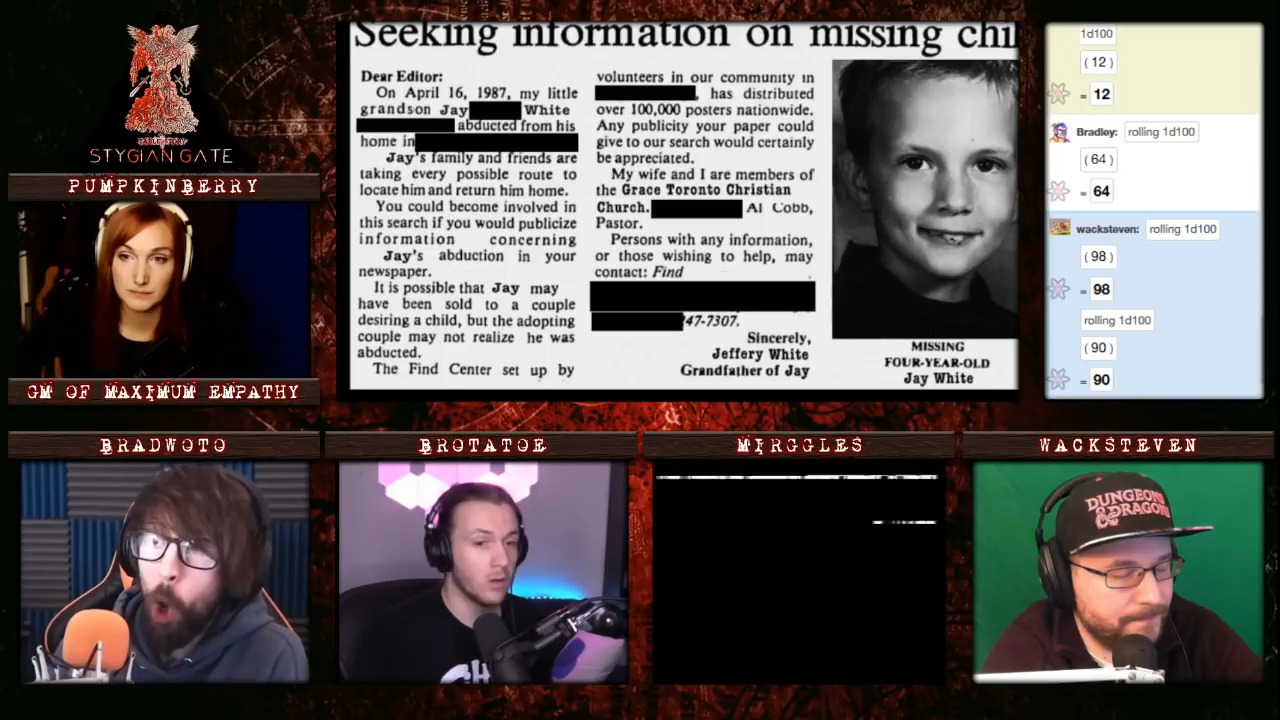 STYGIAN GATE
PUMPKINBERRY
GM OF MAXIMUM EMPATHY
Seeking information on missing chi
Dear Editor:
On April 16, 1987, my little
grandson Jay White
abducted from his
home in
Jay's family and friends are
taking every possible route to
locate him and return him home.
You could become involved in
this search if you would publicize
information concerning
Jay's abduction in your
newspaper.
It is possible that Jay may
have been sold to a couple
desiring a child, but the adopting
couple may not realize he was
abducted.
The Find Center set up by
volunteers in our community in
, has distributed
over 100,000 posters nationwide.
Any publicity your paper could
give to our search would certainly
be appreciated.
My wife and I are members of
the Grace Toronto Christian
Church. Al Cobb,
Pastor.
Persons with any information,
or those wishing to help, may
contact: Find
47-7307.
Sincerely,
Jeffery White
Grandfather of Jay
MISSING
FOUR-YEAR-OLD
Jay White
1d100
(12)
= 12
Bradley: rolling 1d100
(64)
= 64
wacksteven: rolling 1d100
(98)
= 98
rolling 1d100
(90)
= 90
BRADWOTO
BROTATOE
MIRGGLES
WACKSTEVEN
DUNGEONS
& DRAGONS